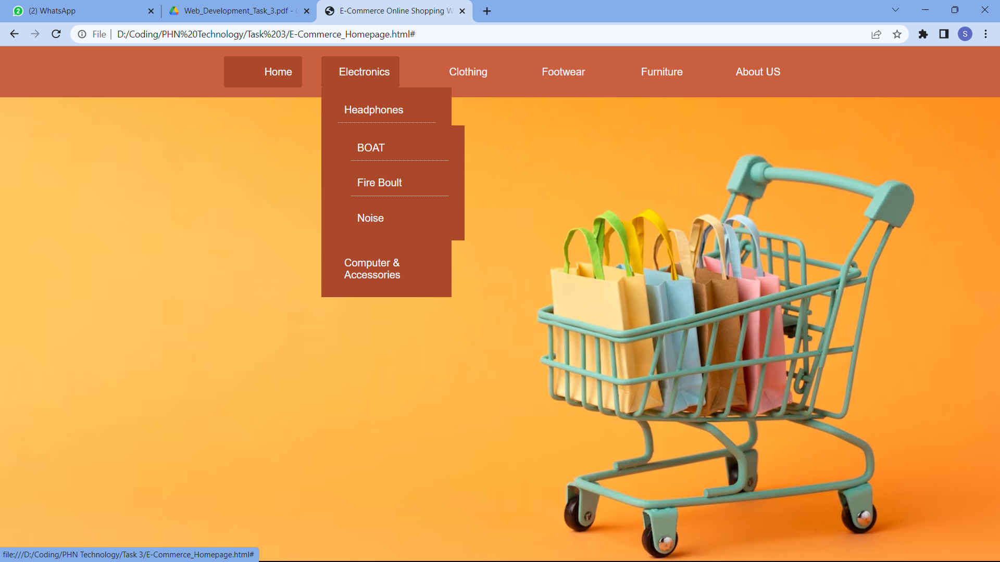 (2) WhatsApp
Web_Development_Task_3.pdf -
E-Commerce Online Shopping W
File
D:/Coding/PHN%20Technology/Task%203/E-Commerce_Homepage.html#
S
Home
Electronics
Clothing
Footwear
Furniture
About US
Headphones
BOAT
Fire Boult
Noise
Computer &
Accessories
file:///D:/Coding/PHN Technology/Task 3/E-Commerce_Homepage.html#